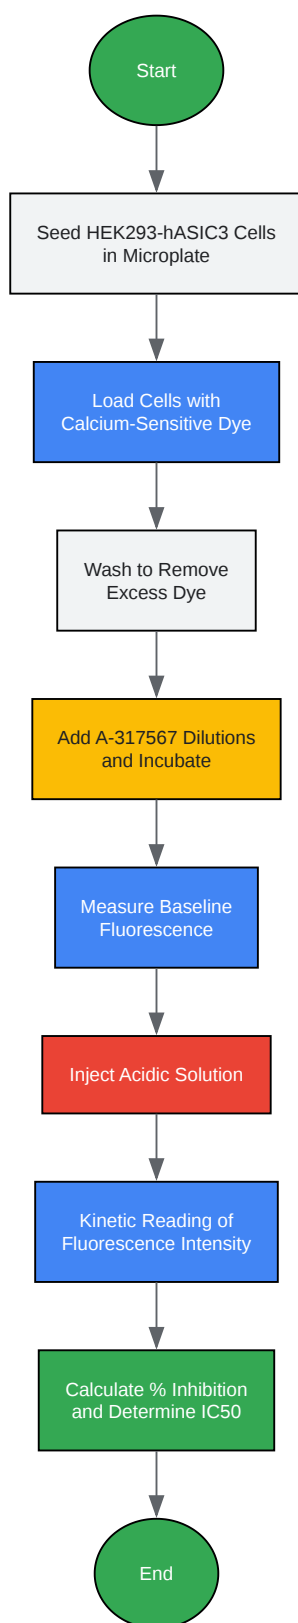 Start
Seed HEK293-hASIC3 Cells
in Microplate
Load Cells with
Calcium-Sensitive Dye
Wash to Remove
Excess Dye
Add A-317567 Dilutions
and Incubate
Measure Baseline
Fluorescence
Inject Acidic Solution
Kinetic Reading of
Fluorescence Intensity
Calculate % Inhibition
and Determine IC50
End